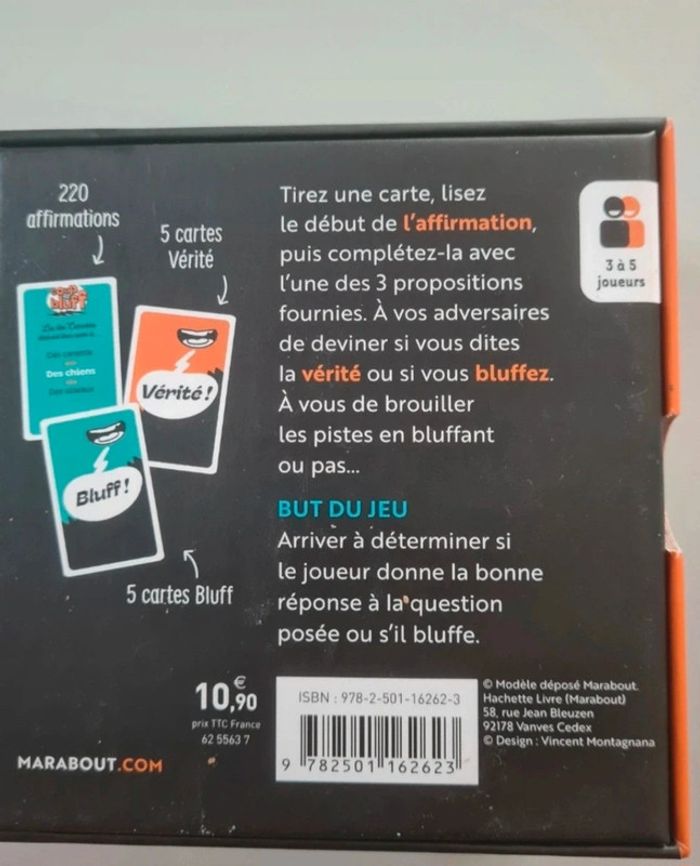 220
affirmations
5 cartes
Vérité
COUP
bluff
Des chiens
Vérité !
Bluff !
5 cartes Bluff
Tirez une carte, lisez
le début de l'affirmation,
puis complétez-la avec
l'une des 3 propositions
fournies. À vos adversaires
de deviner si vous dites
la vérité ou si vous bluffez.
À vous de brouiller
les pistes en bluffant
ou pas...
BUT DU JEU
Arriver à déterminer si
le joueur donne la bonne
réponse à la question
posée ou s'il bluffe.
3 à 5
joueurs
10,€90
prix TTC France
62 5563 7
MARABOUT.COM
ISBN : 978-2-501-16262-3
9 782501 162623
© Modèle déposé Marabout.
Hachette Livre (Marabout)
58, rue Jean Bleuzen
92178 Vanves Cedex
© Design : Vincent Montagnana